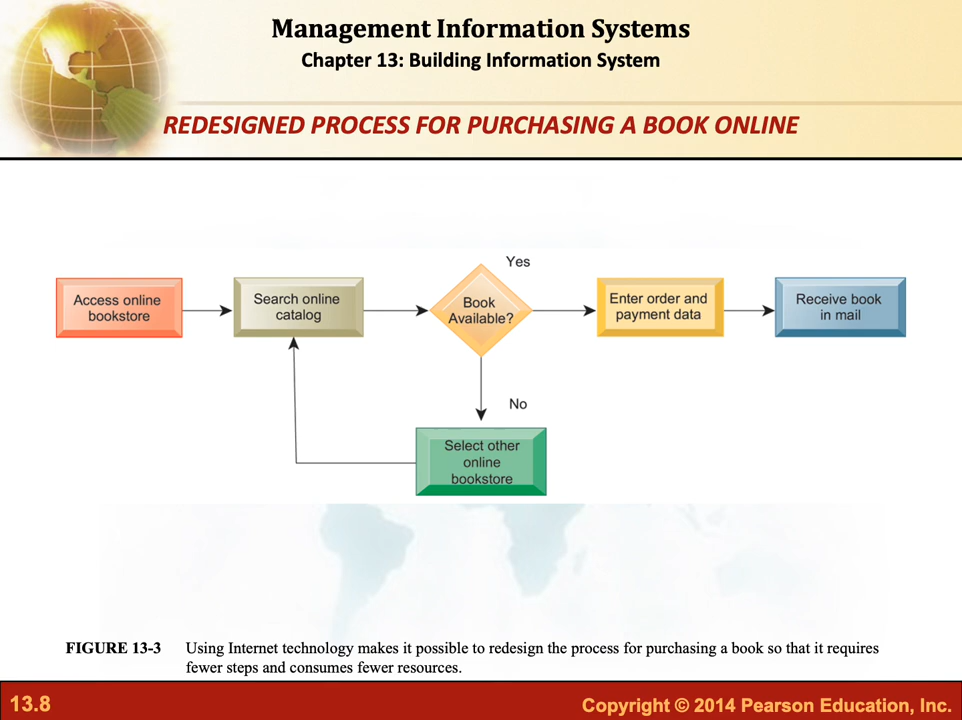 Management Information Systems
Chapter 13: Building Information System
REDESIGNED PROCESS FOR PURCHASING A BOOK ONLINE
Access online
bookstore
Search online
catalog
Book
Available?
Yes
Enter order and
payment data
Receive book
in mail
No
Select other
online
bookstore
FIGURE 13-3 Using Internet technology makes it possible to redesign the process for purchasing a book so that it requires
fewer steps and consumes fewer resources.
13.8
Copyright © 2014 Pearson Education, Inc.